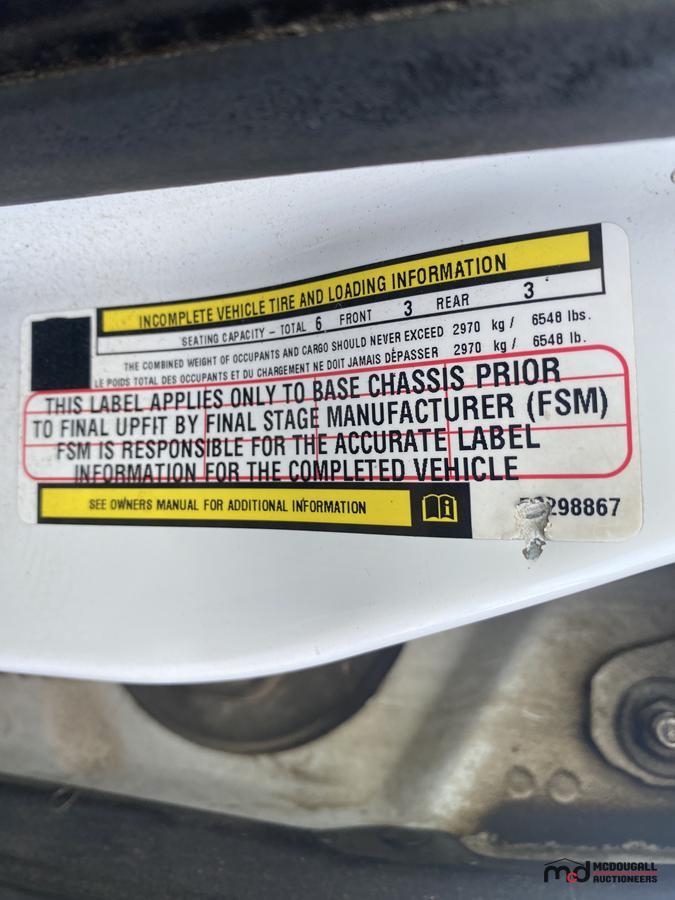 INCOMPLETE VEHICLE TIRE AND LOADING INFORMATION
SEATING CAPACITY - TOTAL 6 FRONT 3 REAR 3
THE COMBINED WEIGHT OF OCCUPANTS AND CARGO SHOULD NEVER EXCEED 2970 kg / 6548 lbs.
LE POIDS TOTAL DES OCCUPANTS ET DU CHARGEMENT NE DOIT JAMAIS DÈPASSER 2970 kg / 6548 lb.
THIS LABEL APPLIES ONLY TO BASE CHASSIS PRIOR
TO FINAL UPFIT BY FINAL STAGE MANUFACTURER (FSM)
FSM IS RESPONSIBLE FOR THE ACCURATE LABEL
INFORMATION FOR THE COMPLETED VEHICLE
SEE OWNERS MANUAL FOR ADDITIONAL INFORMATION
mcd MCDOUGALL
AUCTIONEERS